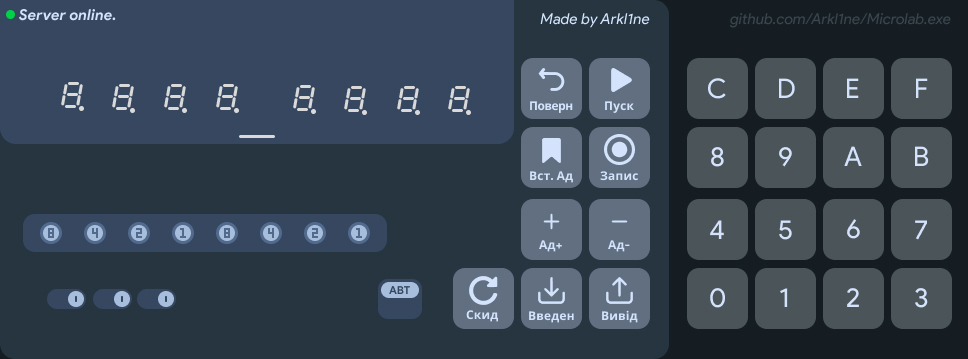 Server online.
Made by Arkl1ne
github.com/Arkl1ne/Microlab.exe
8. 8. 8. 8. 8. 8. 8. 8.
Поверн
Пуск
C D E F
Вст. Ад
Запис
8 9 A B
8 4 2 1 8 4 2 1
+
Ад+
−
Ад-
4 5 6 7
АВТ
Скид
Введен
Вивід
0 1 2 3